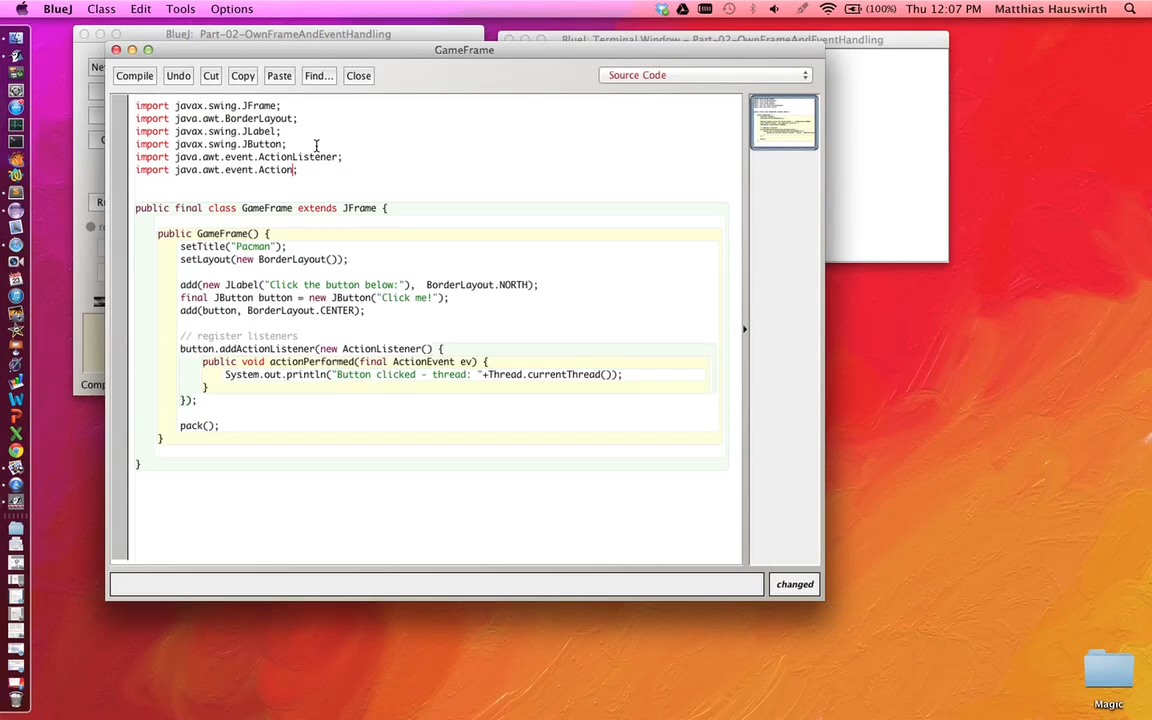 BlueJ Class Edit Tools Options (100%) Thu 12:07 PM Matthias Hauswirth
BlueJ: Part-02-OwnFrameAndEventHandling
BlueJ: Terminal Window - Part-02-OwnFrameAndEventHandling
GameFrame
Compile Undo Cut Copy Paste Find... Close Source Code
import javax.swing.JFrame;
import java.awt.BorderLayout;
import javax.swing.JLabel;
import javax.swing.JButton;
import java.awt.event.ActionListener;
import java.awt.event.Action;
public final class GameFrame extends JFrame {
public GameFrame() {
setTitle("Pacman");
setLayout(new BorderLayout());
add(new JLabel("Click the button below:"), BorderLayout.NORTH);
final JButton button = new JButton("Click me!");
add(button, BorderLayout.CENTER);
// register listeners
button.addActionListener(new ActionListener() {
public void actionPerformed(final ActionEvent ev) {
System.out.println("Button clicked - thread: "+Thread.currentThread());
}
});
pack();
}
}
changed
Magic